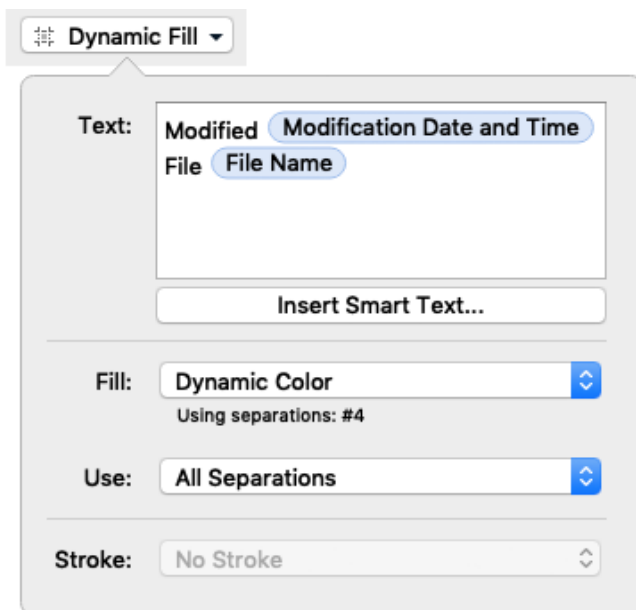 Dynamic Fill
Text:
Modified Modification Date and Time
File File Name
Insert Smart Text...
Fill: Dynamic Color
Using separations: #4
Use: All Separations
Stroke: No Stroke